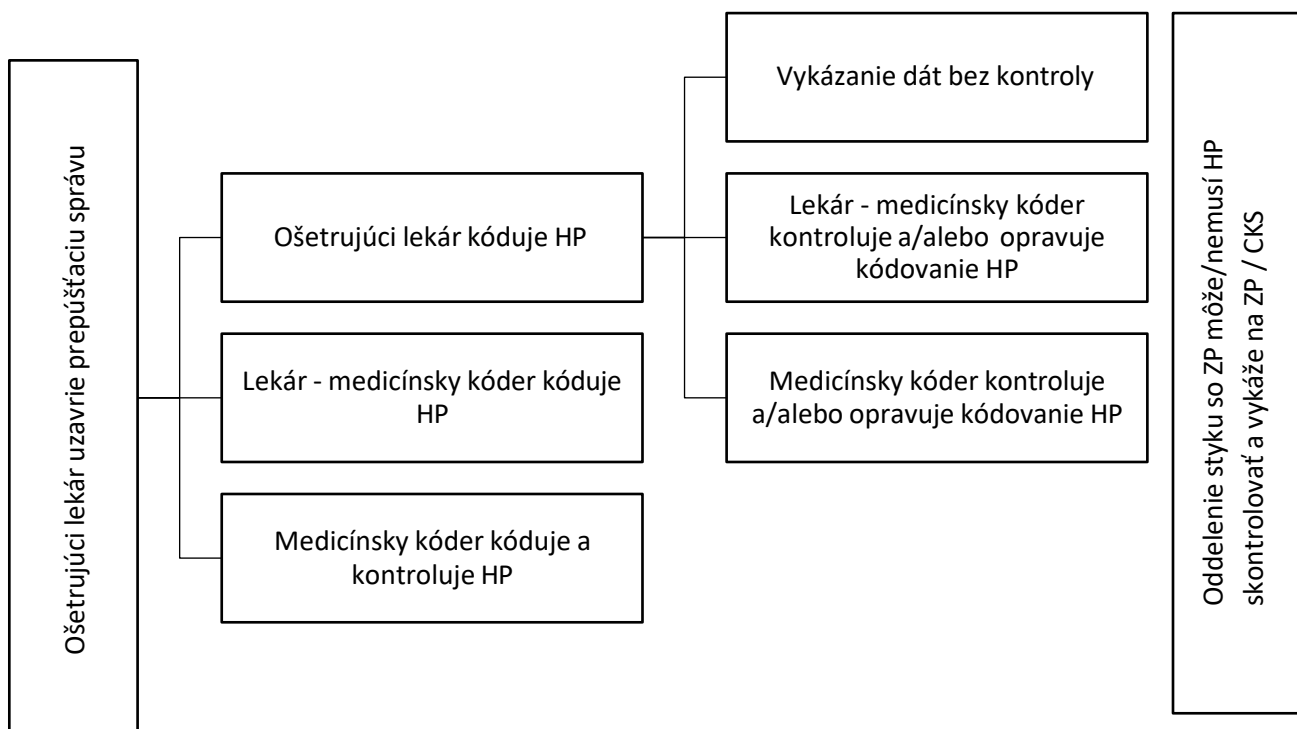 Ošetrujúci lekár uzavrie prepúšťaciu správu
Ošetrujúci lekár kóduje HP
Lekár - medicínsky kóder kóduje
HP
Medicínsky kóder kóduje a
kontroluje HP
Vykázanie dát bez kontroly
Lekár - medicínsky kóder
kontroluje a/alebo opravuje
kódovanie HP
Medicínsky kóder kontroluje
a/alebo opravuje kódovanie HP
Oddelenie styku so ZP môže/nemusí HP
skontrolovať a vykáže na ZP / CKS